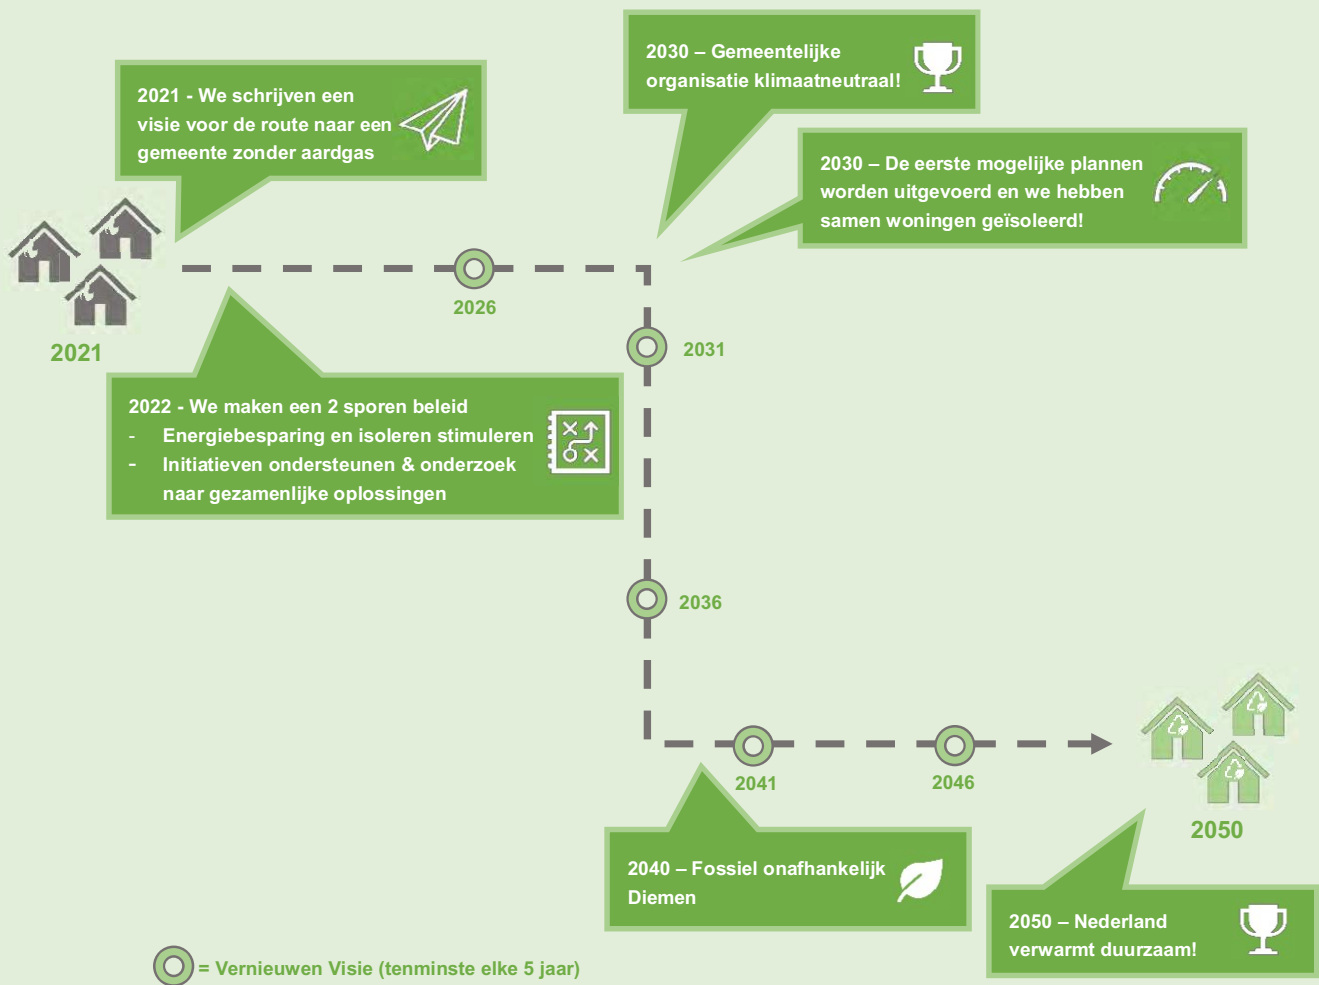 2030 – Gemeentelijke
organisatie klimaatneutraal!
2021 - We schrijven een
visie voor de route naar een
gemeente zonder aardgas
2030 – De eerste mogelijke plannen
worden uitgevoerd en we hebben
samen woningen geïsoleerd!
2026
2021
2031
2022 - We maken een 2 sporen beleid
- Energiebesparing en isoleren stimuleren
- Initiatieven ondersteunen & onderzoek
naar gezamenlijke oplossingen
2036
2041
2046
2050
2040 – Fossiel onafhankelijk
Diemen
2050 – Nederland
verwarmt duurzaam!
= Vernieuwen Visie (tenminste elke 5 jaar)